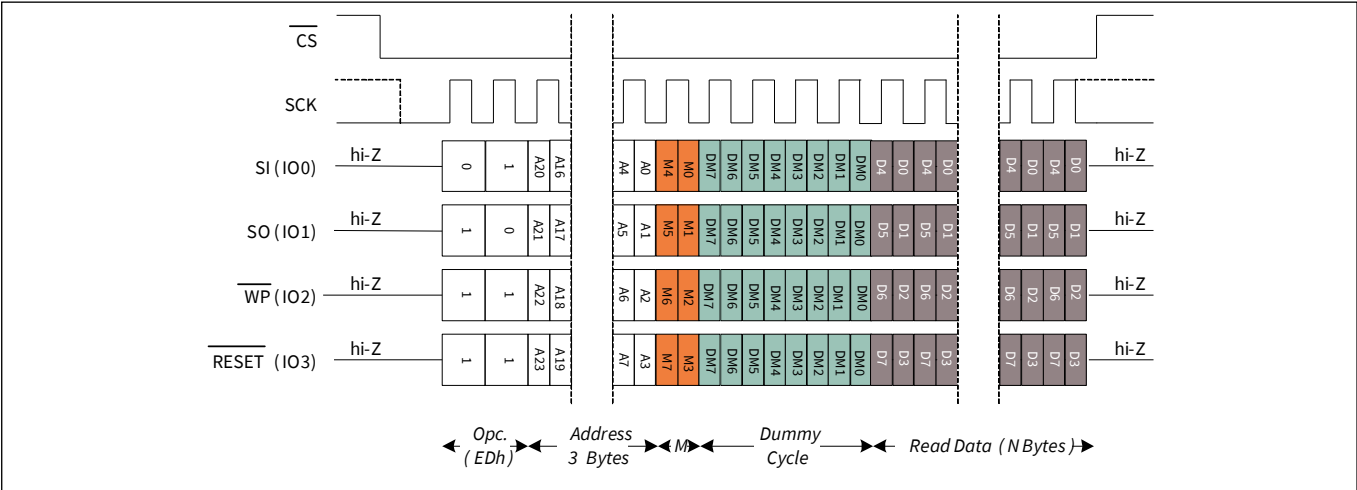 CS
SCK
SI (IO0) hi-Z 0 1 A20 A16 A4 A0 M4 M0 DM7 DM6 DM5 DM4 DM3 DM2 DM1 DM0 D4 D0 D4 D0 D4 D0 D4 D0 hi-Z
SO (IO1) hi-Z 1 0 A21 A17 A5 A1 M5 M1 DM7 DM6 DM5 DM4 DM3 DM2 DM1 DM0 D5 D1 D5 D1 D5 D1 D5 D1 hi-Z
WP (IO2) hi-Z 1 1 A22 A18 A6 A2 M6 M2 DM7 DM6 DM5 DM4 DM3 DM2 DM1 DM0 D6 D2 D6 D2 D6 D2 D6 D2 hi-Z
RESET (IO3) hi-Z 1 1 A23 A19 A7 A3 M7 M3 DM7 DM6 DM5 DM4 DM3 DM2 DM1 DM0 D7 D3 D7 D3 D7 D3 D7 D3 hi-Z
Opc. Address M Dummy Read Data (N Bytes)
(EDh) 3 Bytes Cycle